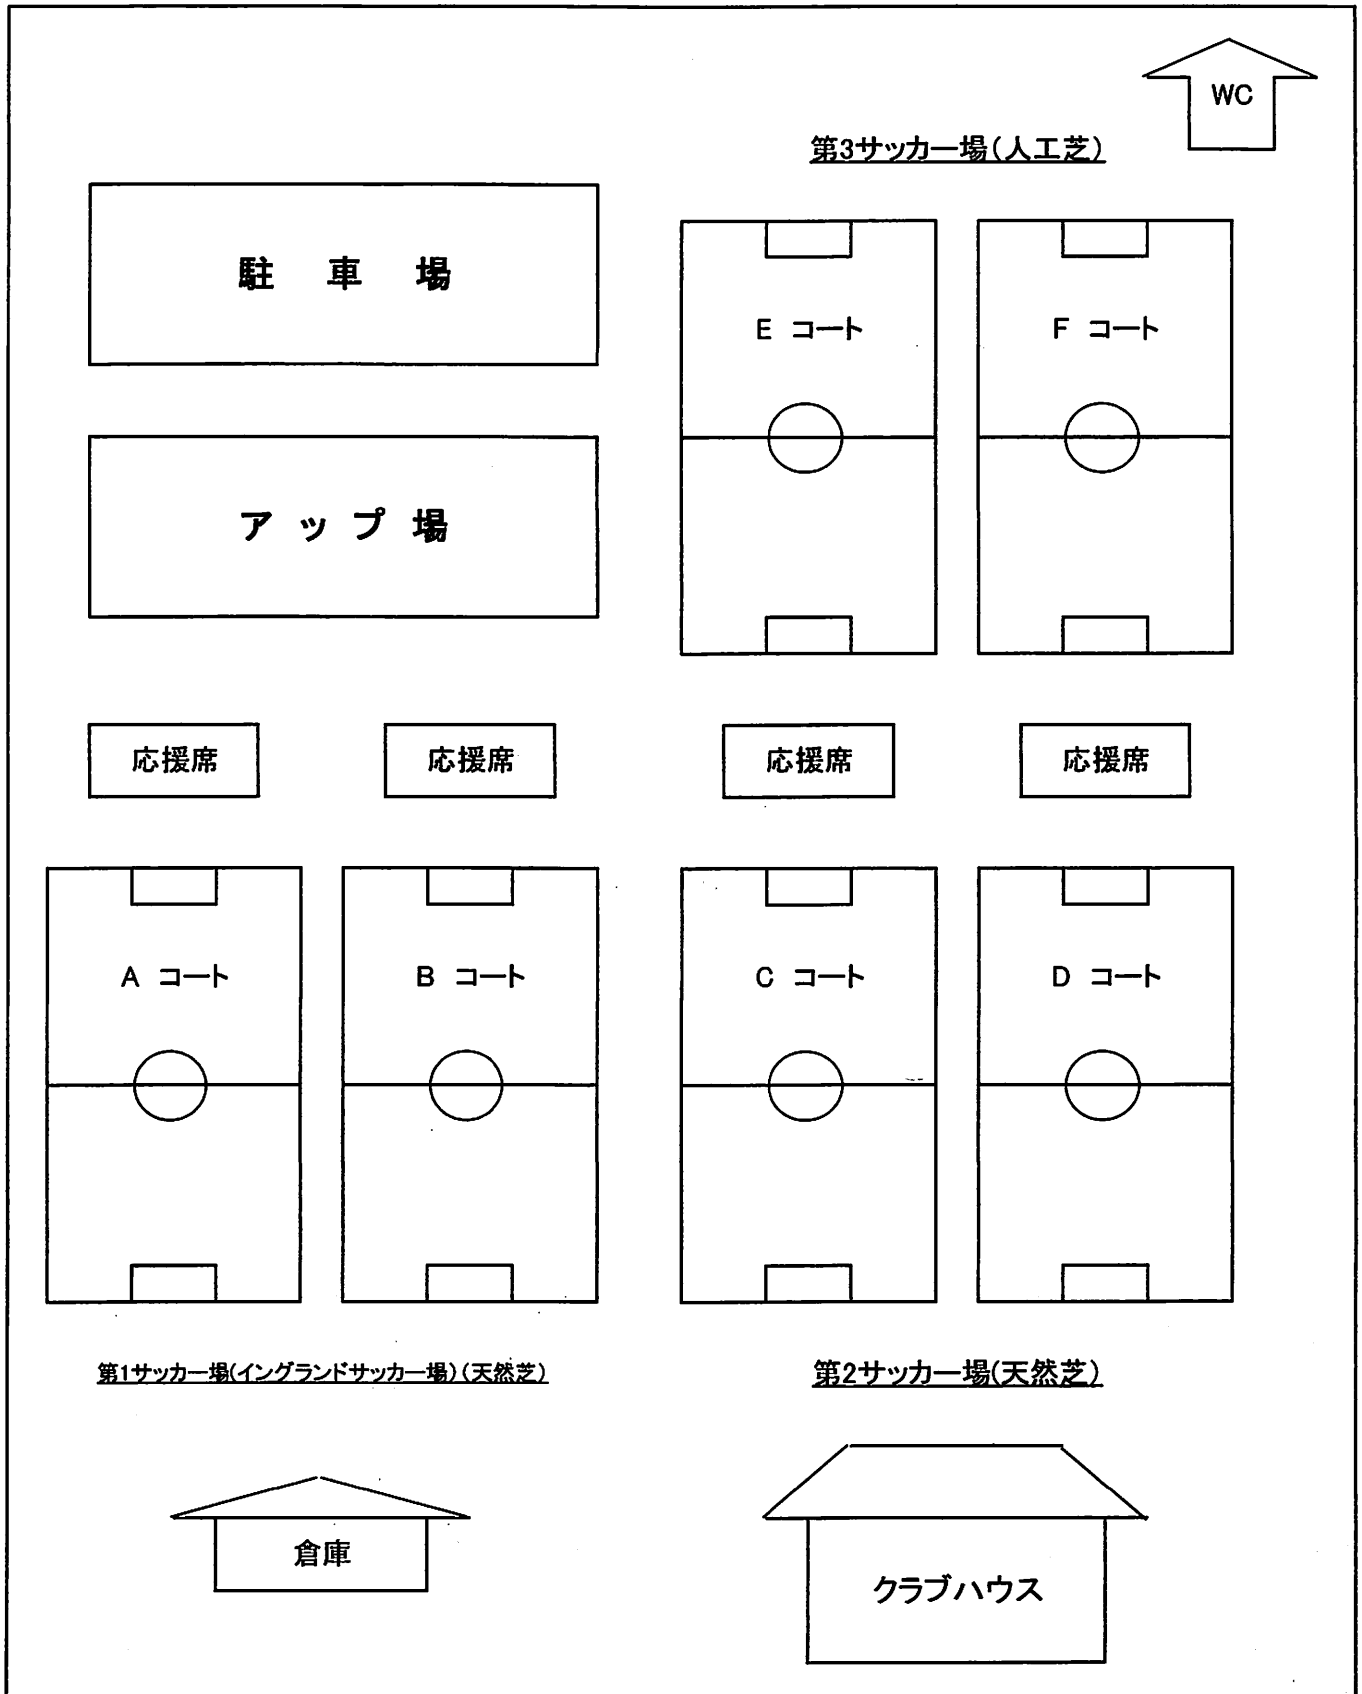 WC
第3サッカー場(人工芝)
駐 車 場
E コート
F コート
ア ッ プ 場
応援席
応援席
応援席
応援席
A コート
B コート
C コート
D コート
第1サッカー場(イングランドサッカー場)(天然芝)
第2サッカー場(天然芝)
倉庫
クラブハウス